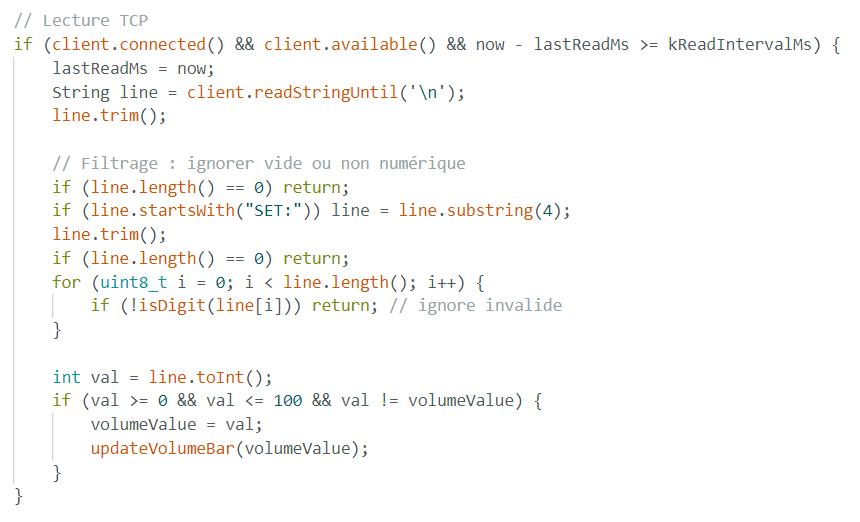 // Lecture TCP
if (client.connected() && client.available() && now - lastReadMs >= kReadIntervalMs) {
    lastReadMs = now;
    String line = client.readStringUntil('\n');
    line.trim();

    // Filtrage : ignorer vide ou non numérique
    if (line.length() == 0) return;
    if (line.startsWith("SET:")) line = line.substring(4);
    line.trim();
    if (line.length() == 0) return;
    for (uint8_t i = 0; i < line.length(); i++) {
        if (!isDigit(line[i])) return; // ignore invalide
    }

    int val = line.toInt();
    if (val >= 0 && val <= 100 && val != volumeValue) {
        volumeValue = val;
        updateVolumeBar(volumeValue);
    }
}